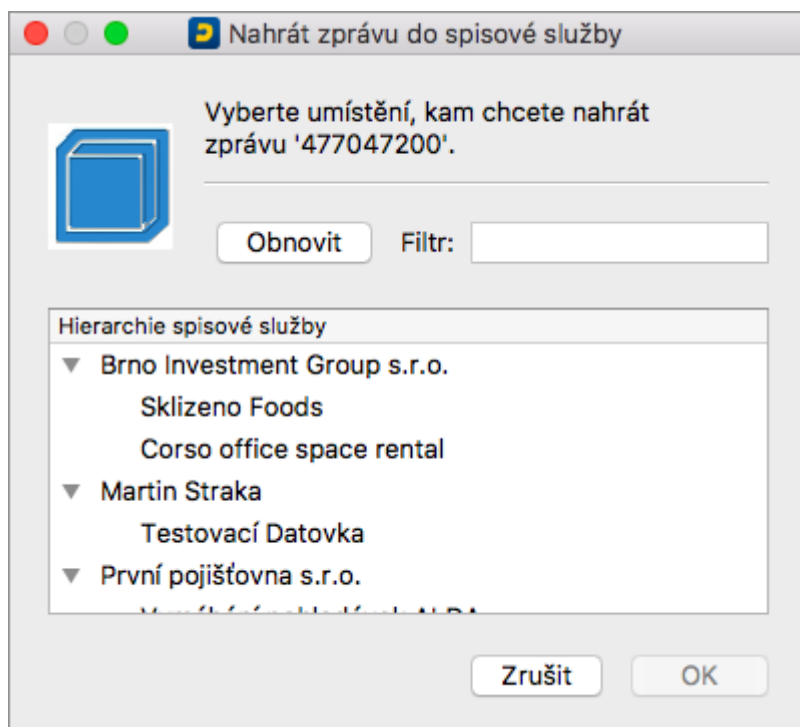 Nahrát zprávu do spisové služby
Vyberte umístění, kam chcete nahrát
zprávu '477047200'.
Obnovit
Filtr:
Hierarchie spisové služby
Brno Investment Group s.r.o.
Sklizeno Foods
Corso office space rental
Martin Straka
Testovací Datovka
První pojišťovna s.r.o.
Zrušit
OK